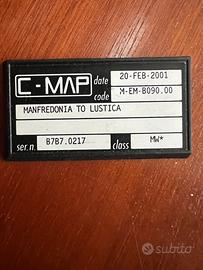 C-MAP date 20-FEB-2001
code M-EM-B090.00
MANFREDONIA TO LUSTICA
ser.n. B7B7.0217 class MW*
subito